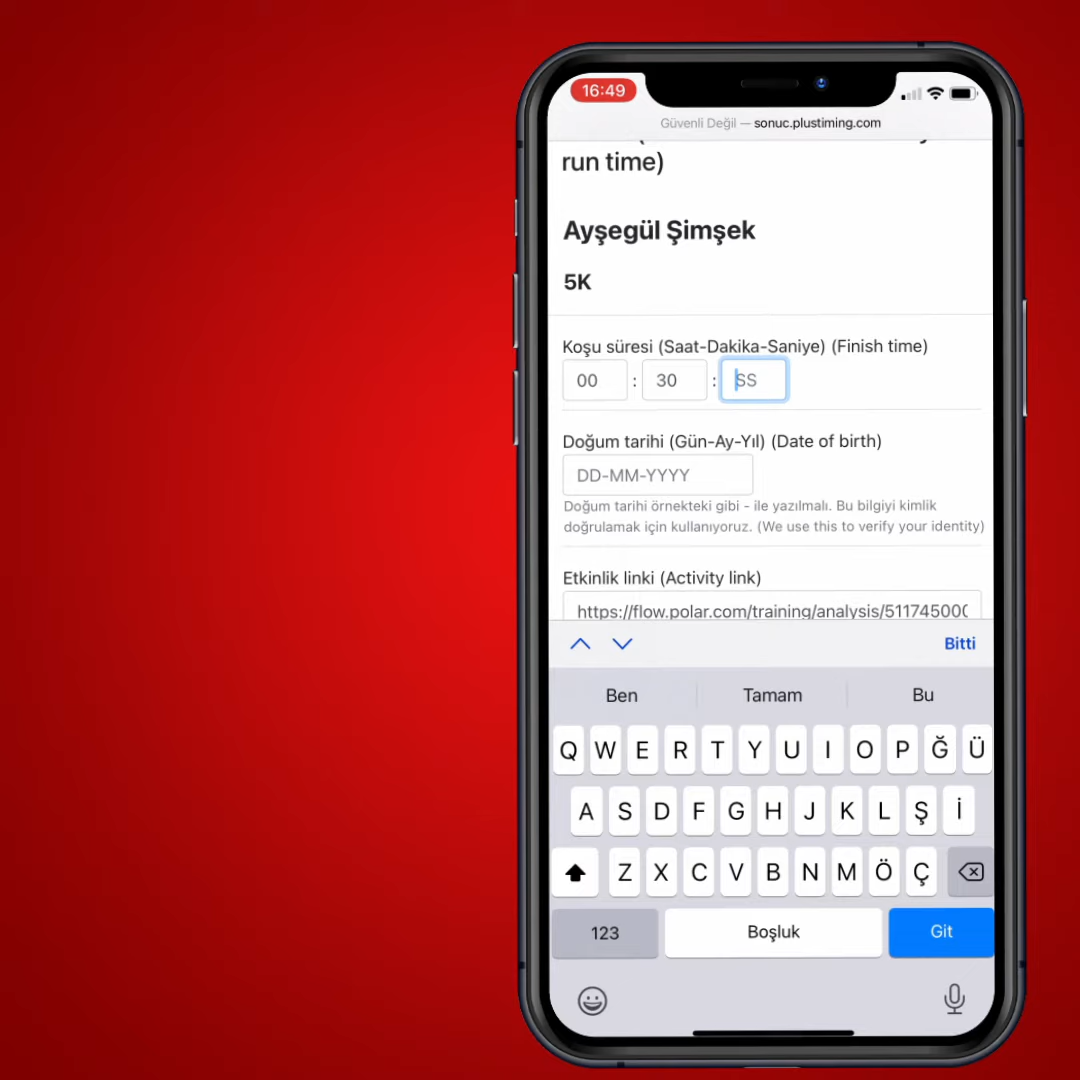 16:49
Güvenli Değil — sonuc.plustiming.com
run time)
Ayşegül Şimşek
5K
Koşu süresi (Saat-Dakika-Saniye) (Finish time)
00 : 30 : SS
Doğum tarihi (Gün-Ay-Yıl) (Date of birth)
DD-MM-YYYY
Doğum tarihi örnekteki gibi - ile yazılmalı. Bu bilgiyi kimlik
doğrulamak için kullanıyoruz. (We use this to verify your identity)
Etkinlik linki (Activity link)
https://flow.polar.com/training/analysis/511745000
Bitti
Ben Tamam Bu
Q W E R T Y U I O P Ğ Ü
A S D F G H J K L Ş İ
Z X C V B N M Ö Ç
123 Boşluk Git